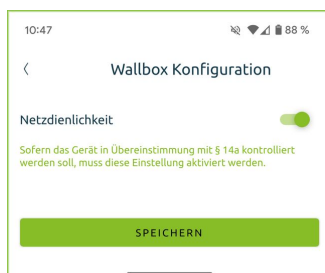 10:47 88 %
Wallbox Konfiguration
Netzdienlichkeit
Sofern das Gerät in Übereinstimmung mit § 14a kontrolliert
werden soll, muss diese Einstellung aktiviert werden.
SPEICHERN